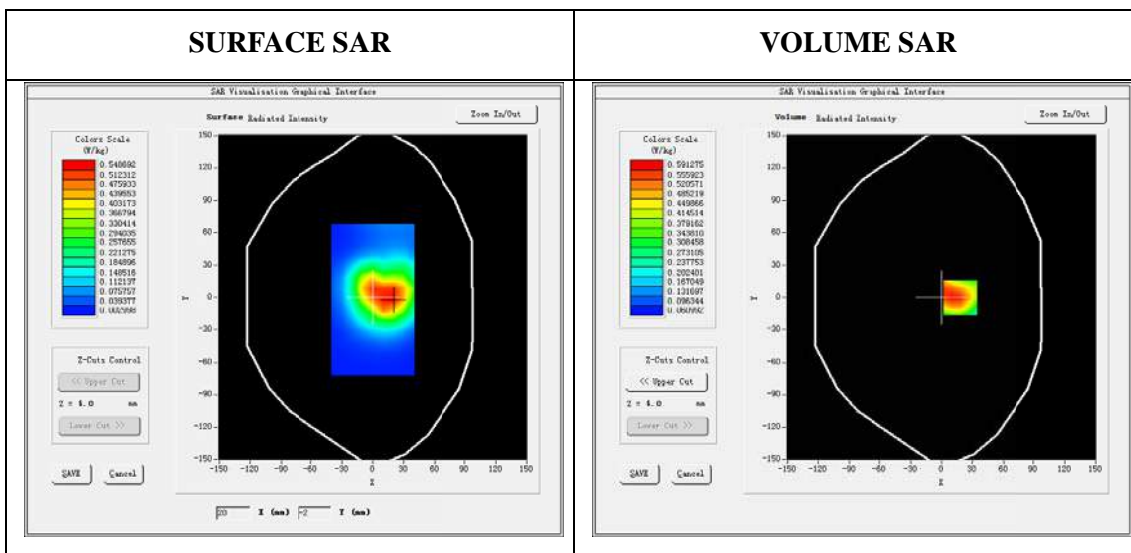 SURFACE SAR
VOLUME SAR
SAR Visualisation Graphical Interface
Surface Radiated Intensity
Zoom In/Out
Colors Scale
(W/kg)
0.548692
0.512312
0.475933
0.439553
0.403173
0.366794
0.330414
0.294035
0.257655
0.221275
0.184896
0.148516
0.112137
0.075757
0.039377
0.002998
150
120
90
60
30
0
-30
-60
-90
-120
-150
Y
-150 -120 -90 -60 -30 0 30 60 90 120 150
X
Z-Cuts Control
<< Upper Cut
Z = 4.0 mm
Lower Cut >>
SAVE
Cancel
20 X (mm) -2 Y (mm)
SAR Visualisation Graphical Interface
Volume Radiated Intensity
Zoom In/Out
Colors Scale
(W/kg)
0.591275
0.555923
0.520571
0.485219
0.449866
0.414514
0.379162
0.343810
0.308458
0.273105
0.237753
0.202401
0.167049
0.131697
0.096344
0.060992
150
120
90
60
30
0
-30
-60
-90
-120
-150
Y
-150 -120 -90 -60 -30 0 30 60 90 120 150
X
Z-Cuts Control
<< Upper Cut
Z = 4.0 mm
Lower Cut >>
SAVE
Cancel